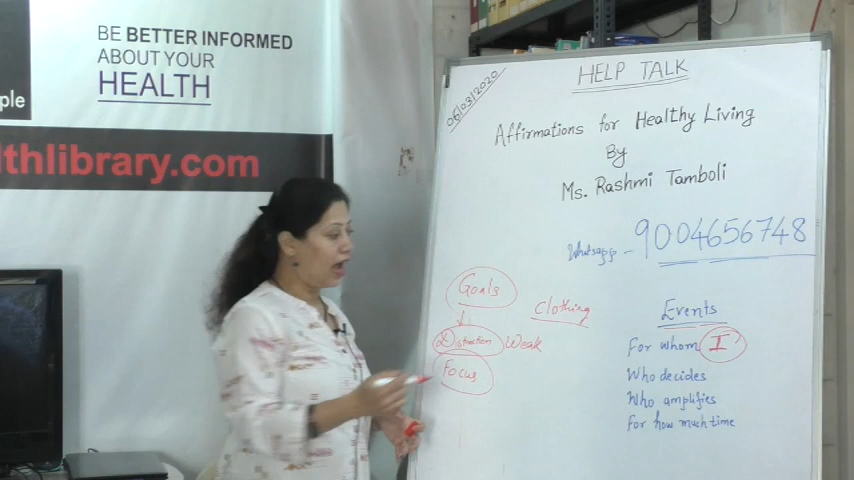 BE BETTER INFORMED
ABOUT YOUR
HEALTH
ple
lthlibrary.com
06/03/2020
HELP TALK
Affirmations for Healthy Living
By
Ms. Rashmi Tamboli
Whatsapp - 9004656748
Goals
Distraction Weak
Focus
Clothing
Events
For whom I
Who decides
Who amplifies
For how much time